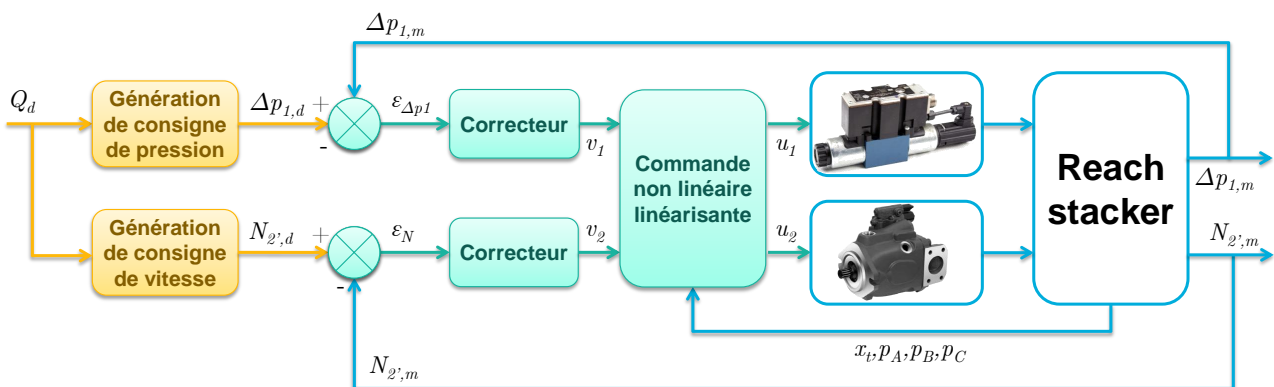 Δp1,m
Qd
Génération
de consigne
de pression
Δp1,d
+
-
εΔp1
Correcteur
v1
Commande
non linéaire
linéarisante
u1
Reach
stacker
Δp1,m
Génération
de consigne
de vitesse
N2',d
+
-
εN
Correcteur
v2
u2
N2',m
xt,pA,pB,pC
N2',m